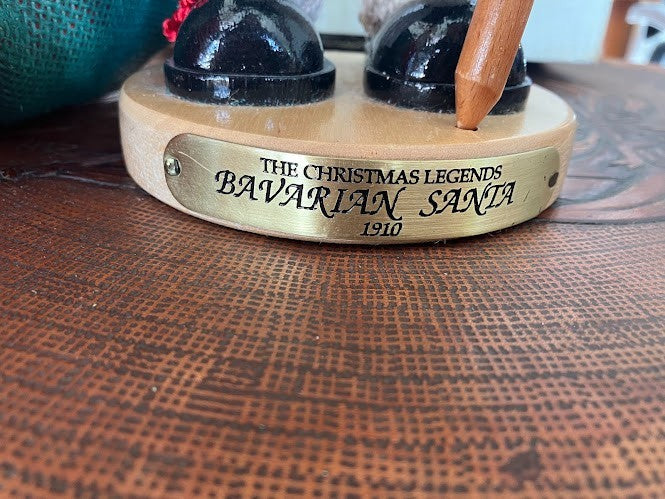 THE CHRISTMAS LEGENDS
BAVARIAN SANTA
1910